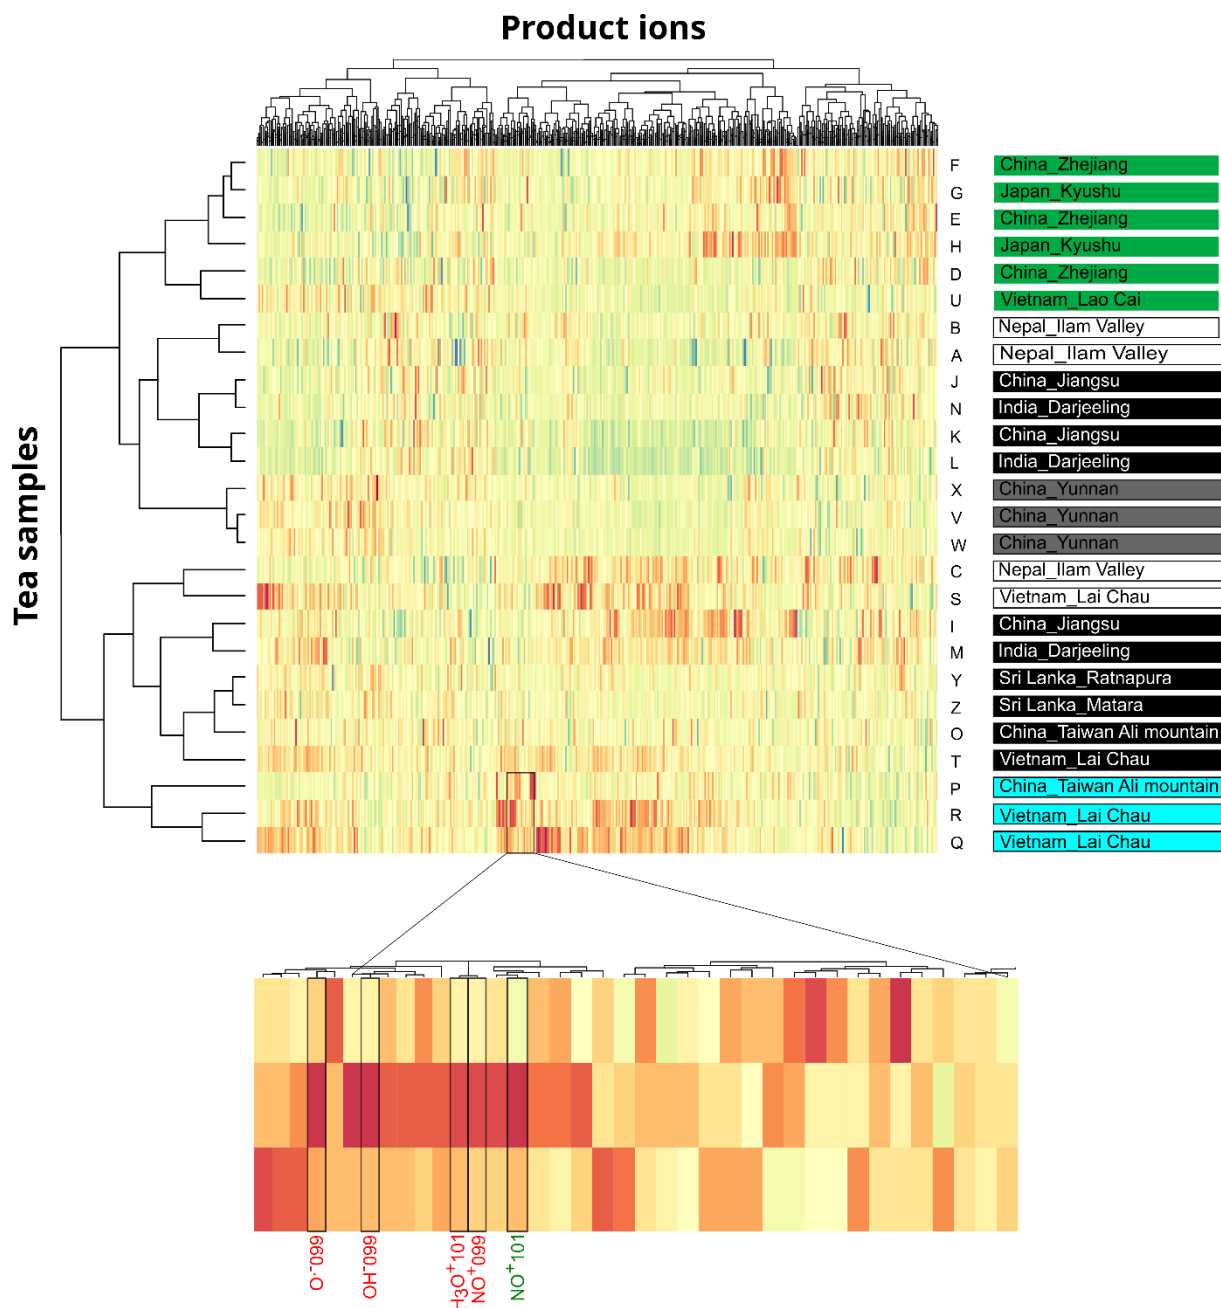 Product ions
Tea samples
F China_Zhejiang
G Japan_Kyushu
E China_Zhejiang
H Japan_Kyushu
D China_Zhejiang
U Vietnam_Lao Cai
B Nepal_Ilam Valley
A Nepal_Ilam Valley
J China_Jiangsu
N India_Darjeeling
K China_Jiangsu
L India_Darjeeling
X China_Yunnan
V China_Yunnan
W China_Yunnan
C Nepal_Ilam Valley
S Vietnam_Lai Chau
I China_Jiangsu
M India_Darjeeling
Y Sri Lanka_Ratnapura
Z Sri Lanka_Matara
O China_Taiwan Ali mountain
T Vietnam_Lai Chau
P China_Taiwan Ali mountain
R Vietnam_Lai Chau
Q Vietnam_Lai Chau
O·-099
OH-099
H3O+101
NO+099
NO+101